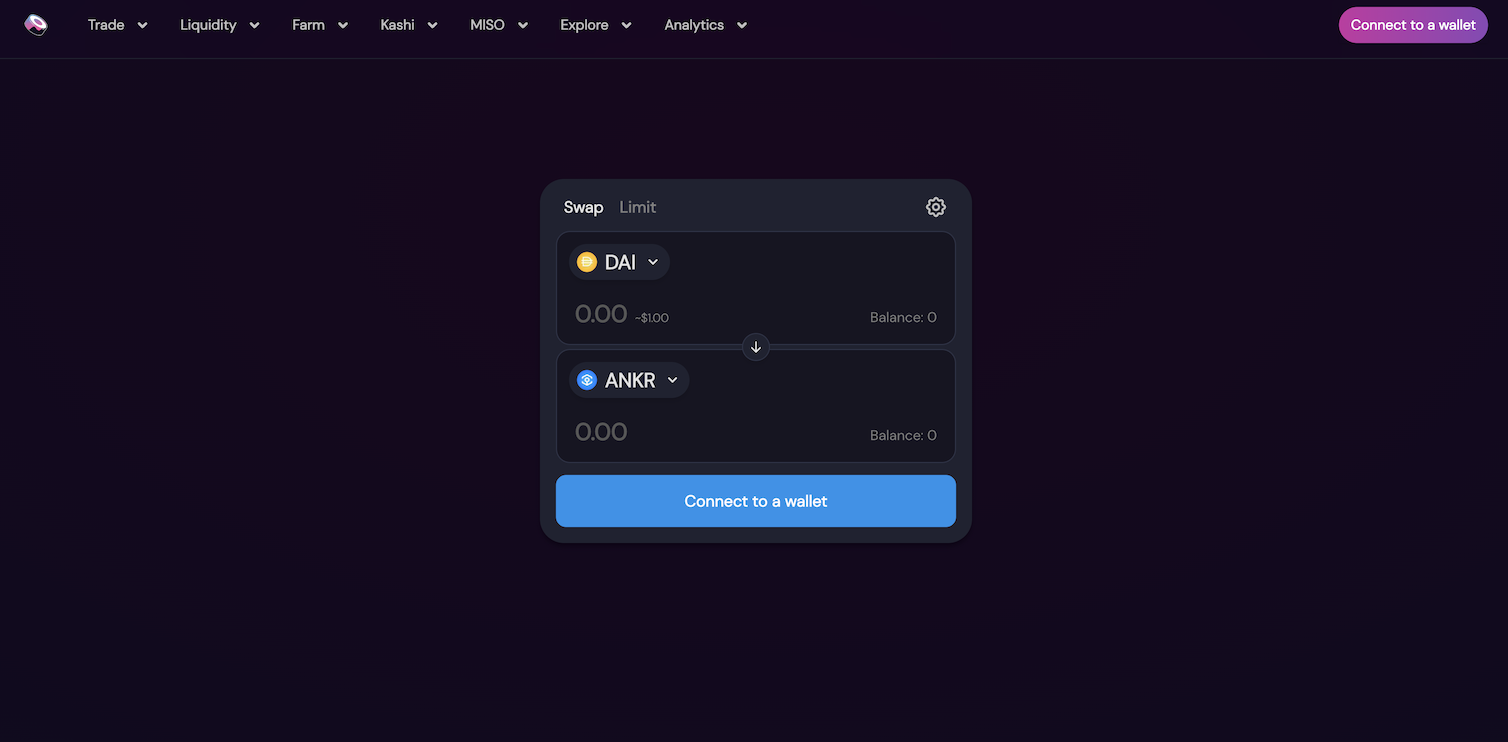 Trade Liquidity Farm Kashi MISO Explore Analytics Connect to a wallet
Swap Limit
DAI
0.00 ~$1.00 Balance: 0
ANKR
0.00 Balance: 0
Connect to a wallet